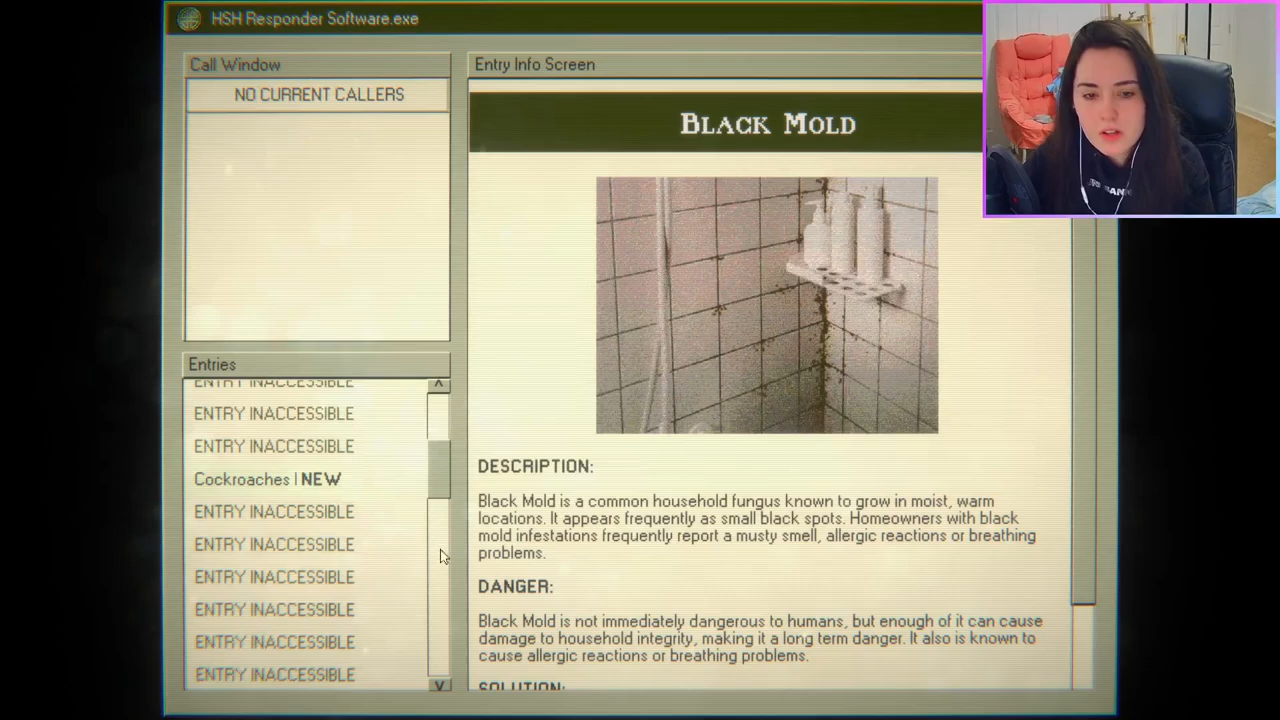 HSH Responder Software.exe
Call Window
NO CURRENT CALLERS
Entries
ENTRY INACCESSIBLE
ENTRY INACCESSIBLE
ENTRY INACCESSIBLE
Cockroaches | NEW
ENTRY INACCESSIBLE
ENTRY INACCESSIBLE
ENTRY INACCESSIBLE
ENTRY INACCESSIBLE
ENTRY INACCESSIBLE
ENTRY INACCESSIBLE
Entry Info Screen
BLACK MOLD
DESCRIPTION:
Black Mold is a common household fungus known to grow in moist, warm
locations. It appears frequently as small black spots. Homeowners with black
mold infestations frequently report a musty smell, allergic reactions or breathing
problems.
DANGER:
Black Mold is not immediately dangerous to humans, but enough of it can cause
damage to household integrity, making it a long term danger. It also is known to
cause allergic reactions or breathing problems.
SOLUTION: